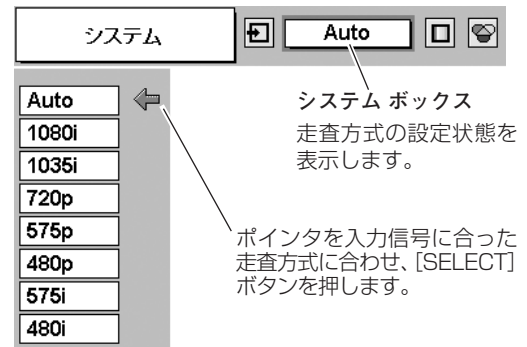 システム
Auto
システム ボックス
走査方式の設定状態を
表示します。
Auto
1080i
1035i
720p
575p
480p
575i
480i
ポインタを入力信号に合った
走査方式に合わせ、[SELECT]
ボタンを押します。